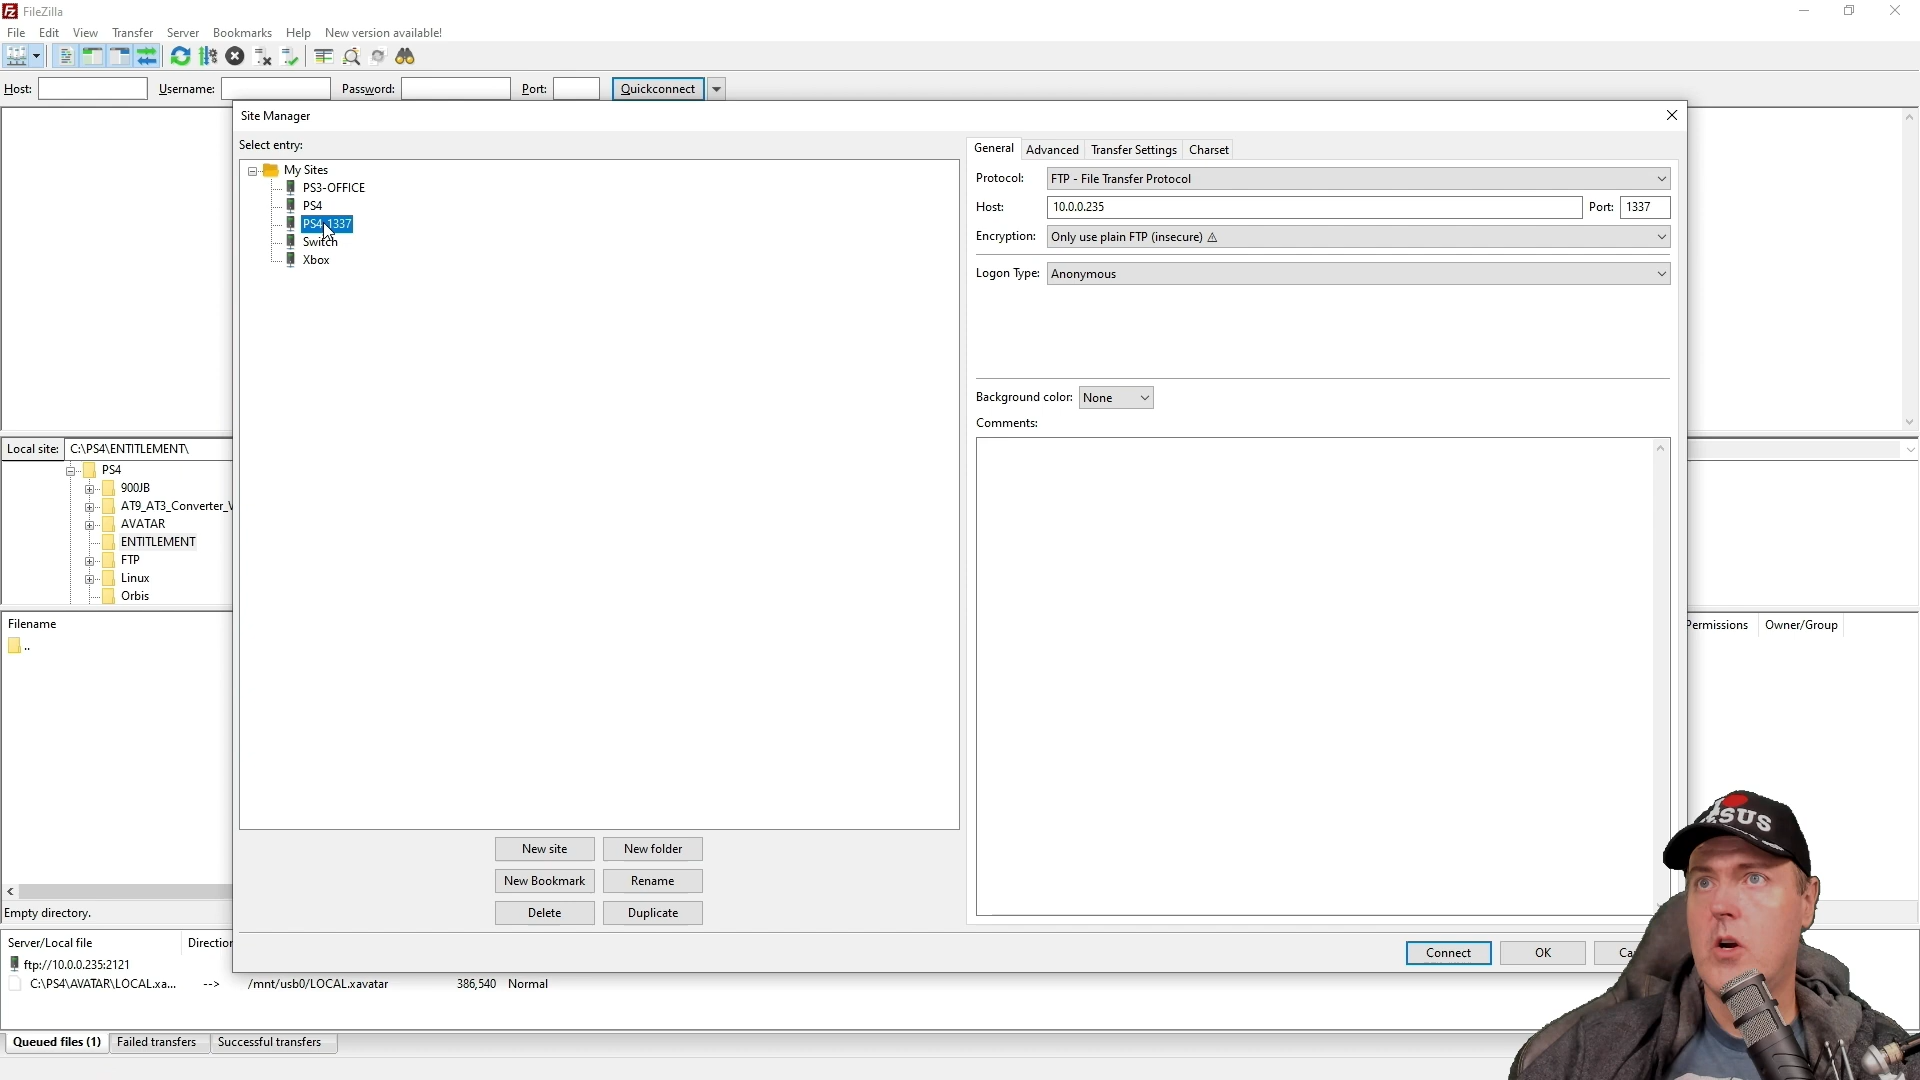 FileZilla
File Edit View Transfer Server Bookmarks Help New version available!
Host: Username: Password: Port: Quickconnect
Site Manager
Select entry:
My Sites
PS3-OFFICE
PS4
PS4-1337
Switch
Xbox
General Advanced Transfer Settings Charset
Protocol: FTP - File Transfer Protocol
Host: 10.0.0.235 Port: 1337
Encryption: Only use plain FTP (insecure) ⚠
Logon Type: Anonymous
Background color: None
Comments:
Local site: C:\PS4\ENTITLEMENT\
PS4
900JB
AT9_AT3_Converter_V
AVATAR
ENTITLEMENT
FTP
Linux
Orbis
Filename
..
Permissions Owner/Group
New site New folder
New Bookmark Rename
Delete Duplicate
Empty directory.
Connect OK
Server/Local file Direction
ftp://10.0.0.235:2121
C:\PS4\AVATAR\LOCAL.xa... --> /mnt/usb0/LOCAL.xavatar 386,540 Normal
Queued files (1) Failed transfers Successful transfers